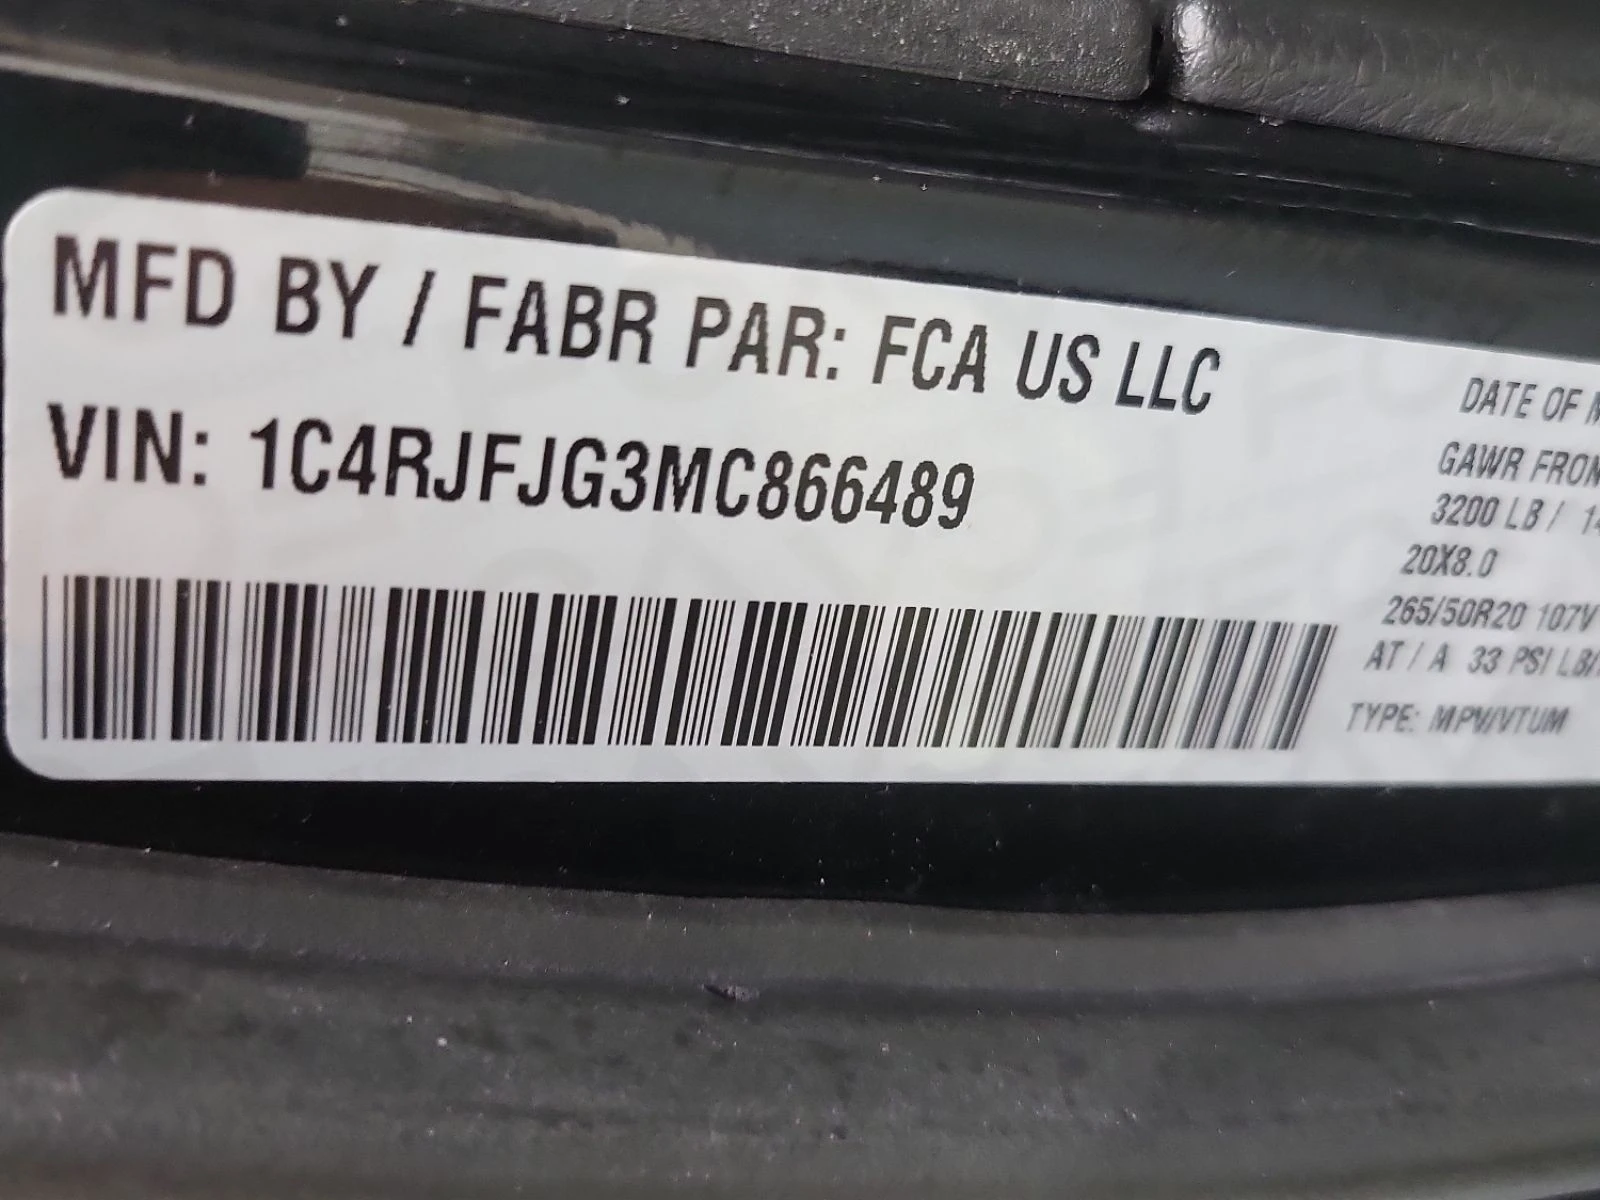 MFD BY / FABR PAR: FCA US LLC
VIN: 1C4RJFJG3MC866489
DATE OF
GAWR
3200 LB /
20X8.0
265/50R20 107V
AT / A 33 PSI
TYPE: MPV/VTUM